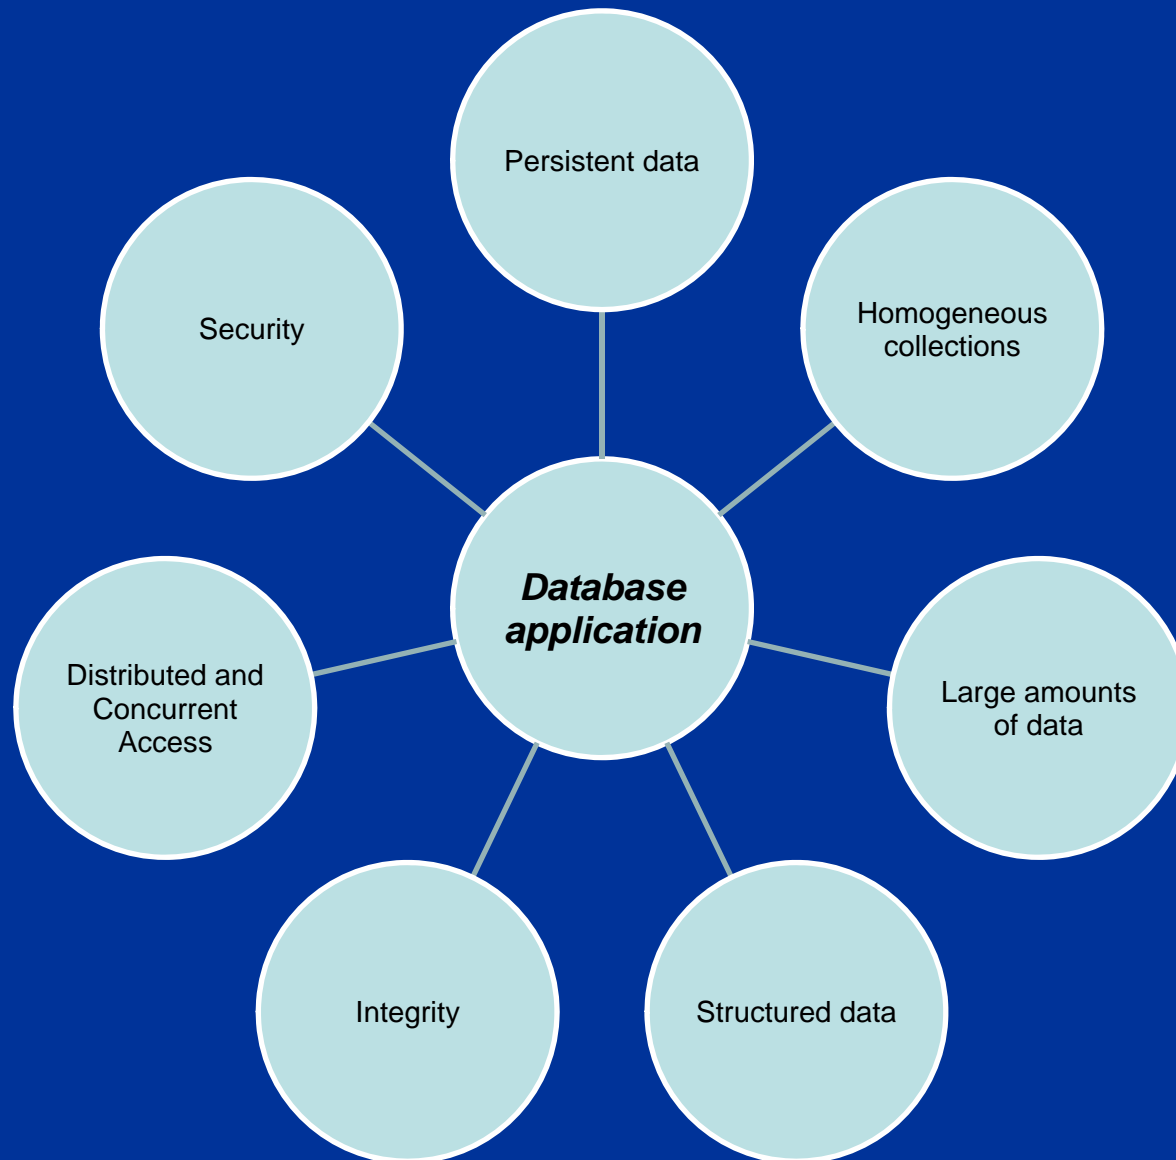 Persistent data
Homogeneous
collections
Large amounts
of data
Structured data
Integrity
Distributed and
Concurrent
Access
Security
Database
application